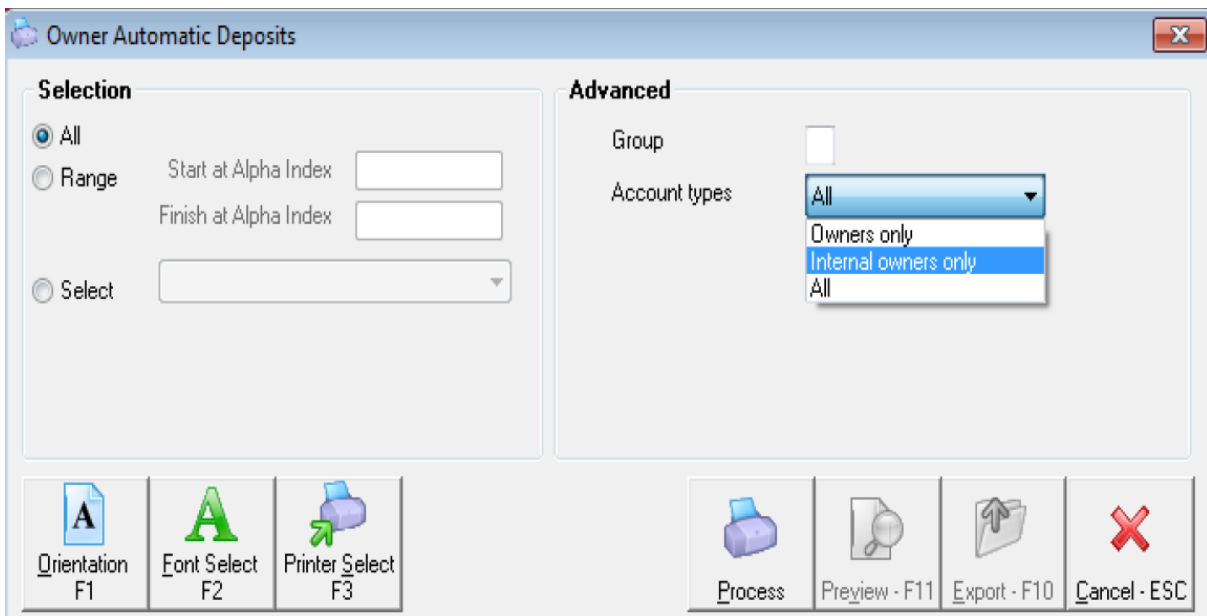 Owner Automatic Deposits
Selection
All
Range
Start at Alpha Index
Finish at Alpha Index
Select
Advanced
Group
Account types
All
Owners only
Internal owners only
All
A
Orientation
F1
A
Font Select
F2
Printer Select
F3
Process
Preview - F11
Export - F10
Cancel - ESC